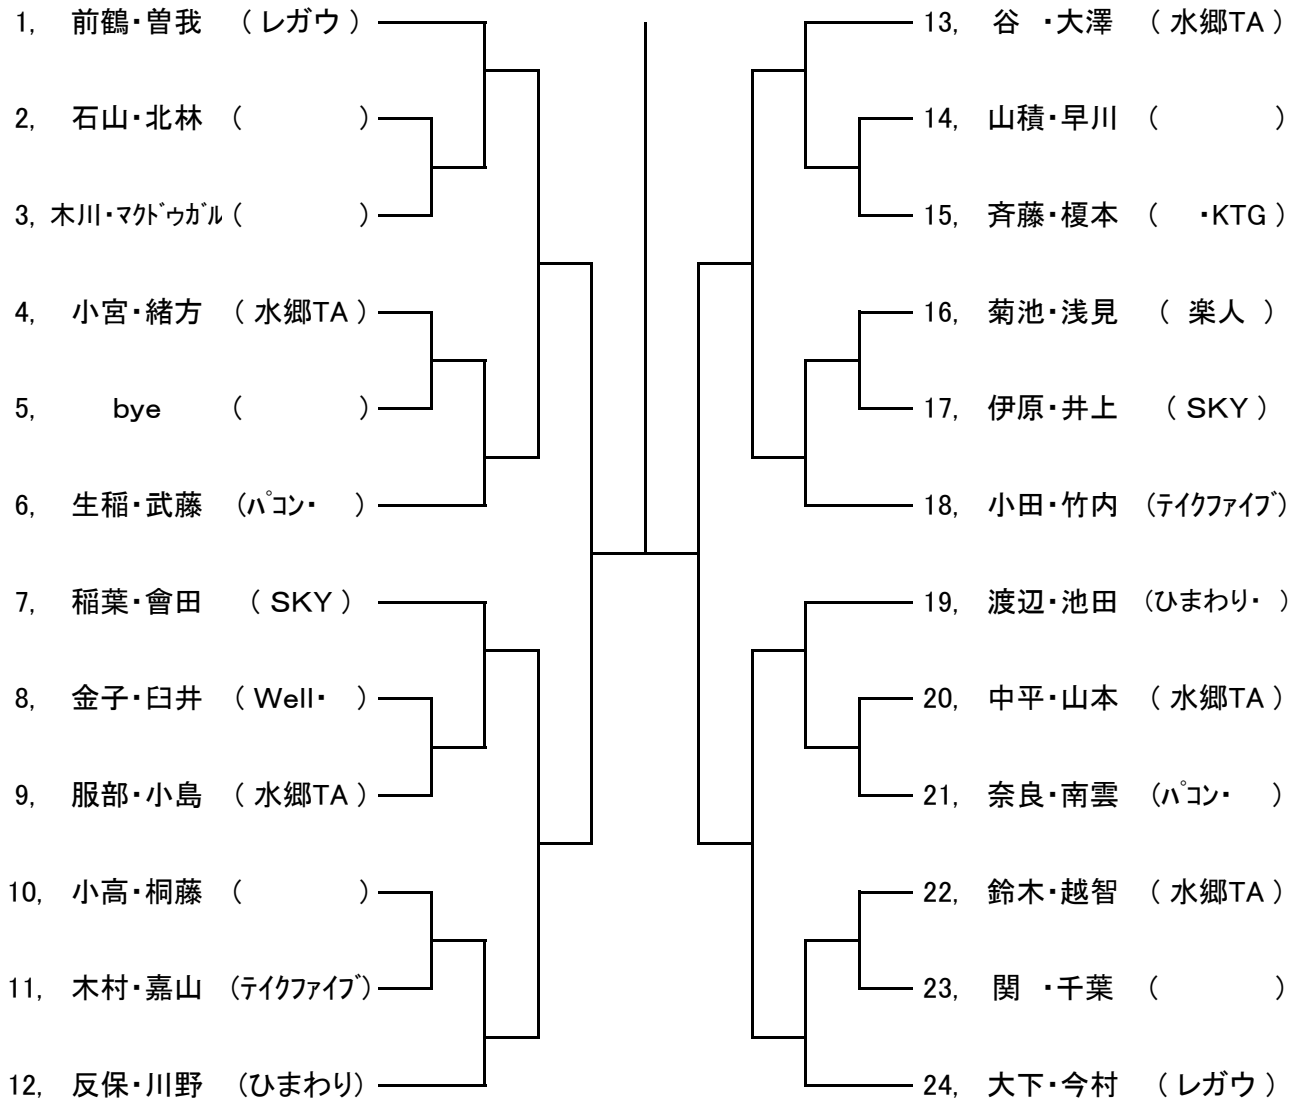 1, 前鶴・曽我 ( レガウ )
2, 石山・北林 ( )
3, 木川・ﾏｸﾄﾞｩｶﾞﾙ ( )
4, 小宮・緒方 ( 水郷TA )
5, bye ( )
6, 生稲・武藤 (ﾊﾟｺﾝ・ )
7, 稲葉・會田 ( SKY )
8, 金子・臼井 ( Well・ )
9, 服部・小島 ( 水郷TA )
10, 小高・桐藤 ( )
11, 木村・嘉山 (ﾃｲｸﾌｧｲﾌﾞ)
12, 反保・川野 (ひまわり)
13, 谷 ・大澤 ( 水郷TA )
14, 山積・早川 ( )
15, 斉藤・榎本 ( ・KTG )
16, 菊池・浅見 ( 楽人 )
17, 伊原・井上 ( SKY )
18, 小田・竹内 (ﾃｲｸﾌｧｲﾌﾞ)
19, 渡辺・池田 (ひまわり・ )
20, 中平・山本 ( 水郷TA )
21, 奈良・南雲 (ﾊﾟｺﾝ・ )
22, 鈴木・越智 ( 水郷TA )
23, 関 ・千葉 ( )
24, 大下・今村 ( レガウ )